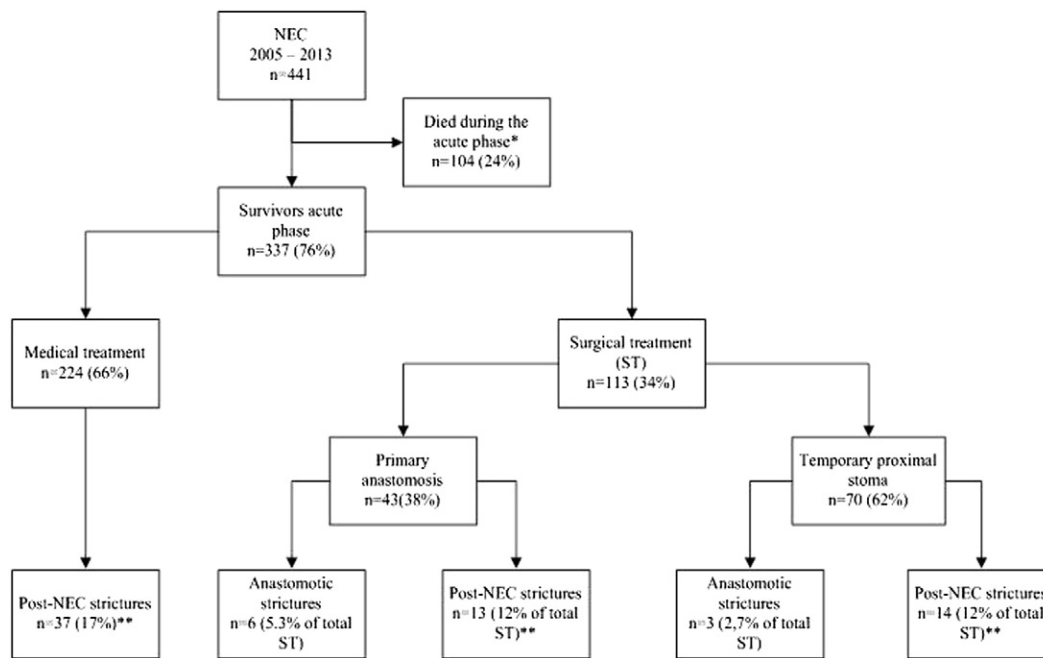 NEC
2005 – 2013
n=441
Died during the
acute phase*
n=104 (24%)
Survivors acute
phase
n=337 (76%)
Medical treatment
n=224 (66%)
Surgical treatment
(ST)
n=113 (34%)
Primary
anastomosis
n=43(38%)
Temporary proximal
stoma
n=70 (62%)
Post-NEC strictures
n=37 (17%)**
Anastomotic
strictures
n=6 (5.3% of total
ST)
Post-NEC strictures
n=13 (12% of total
ST)**
Anastomotic
strictures
n=3 (2,7% of total
ST)
Post-NEC strictures
n=14 (12% of total
ST)**